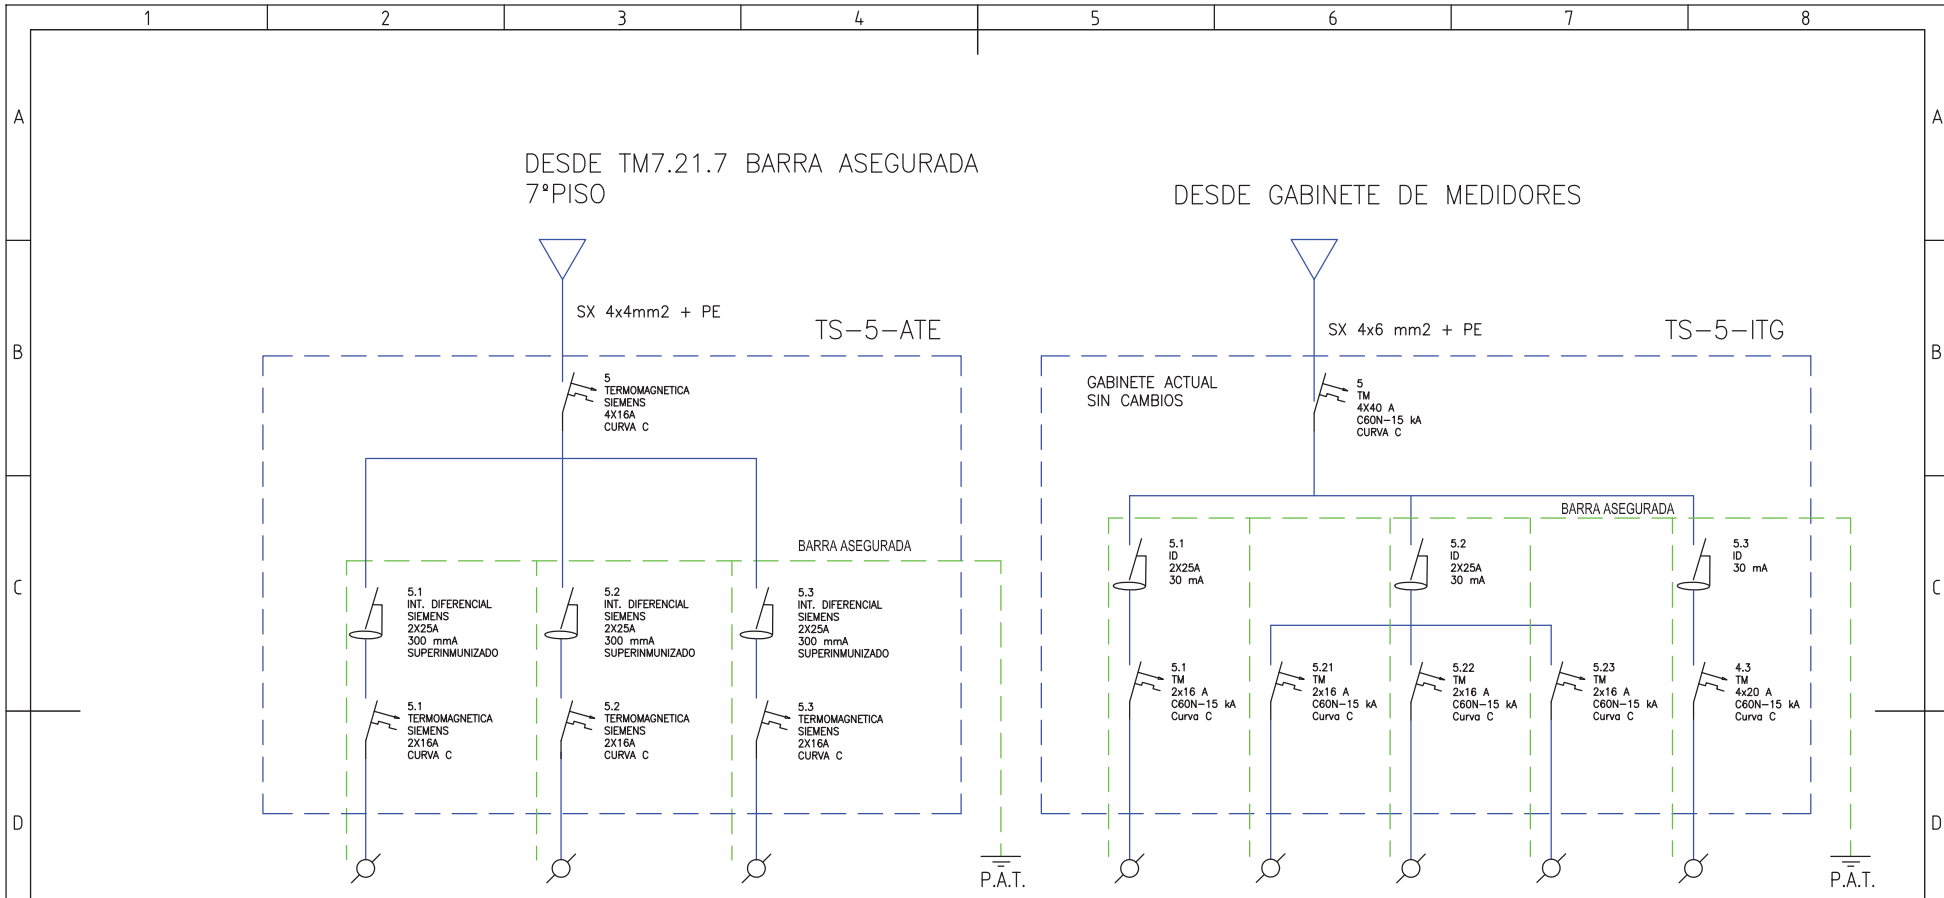 1 2 3 4 5 6 7 8
A A
DESDE TM7.21.7 BARRA ASEGURADA
7ºPISO
DESDE GABINETE DE MEDIDORES
SX 4x4mm2 + PE
TS-5-ATE
SX 4x6 mm2 + PE
TS-5-ITG
B B
5
TERMOMAGNETICA
SIEMENS
4X16A
CURVA C
GABINETE ACTUAL
SIN CAMBIOS
5
TM
4X40 A
C60N-15 kA
CURVA C
BARRA ASEGURADA
BARRA ASEGURADA
C C
5.1
INT. DIFERENCIAL
SIEMENS
2X25A
300 mmA
SUPERINMUNIZADO
5.2
INT. DIFERENCIAL
SIEMENS
2X25A
300 mmA
SUPERINMUNIZADO
5.3
INT. DIFERENCIAL
SIEMENS
2X25A
300 mmA
SUPERINMUNIZADO
5.1
ID
2X25A
30 mA
5.2
ID
2X25A
30 mA
5.3
ID
30 mA
5.1
TERMOMAGNETICA
SIEMENS
2X16A
CURVA C
5.2
TERMOMAGNETICA
SIEMENS
2X16A
CURVA C
5.3
TERMOMAGNETICA
SIEMENS
2X16A
CURVA C
5.1
TM
2x16 A
C60N-15 kA
Curva C
5.21
TM
2x16 A
C60N-15 kA
Curva C
5.22
TM
2x16 A
C60N-15 kA
Curva C
5.23
TM
2x16 A
C60N-15 kA
Curva C
4.3
TM
4x20 A
C60N-15 kA
Curva C
D D
P.A.T.
P.A.T.